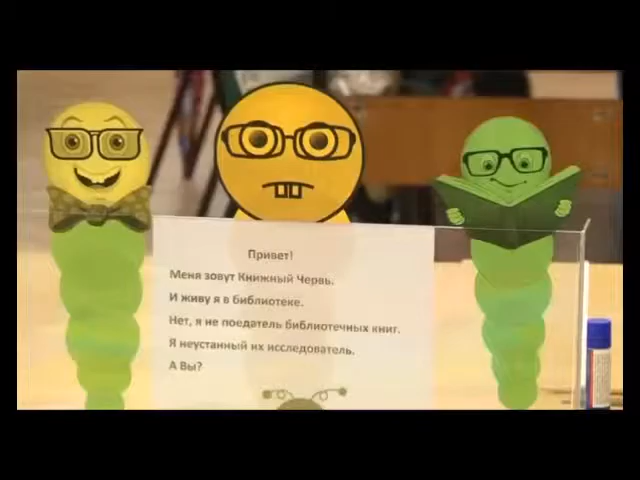 Привет!
Меня зовут Книжный Червь.
И живу я в библиотеке.
Нет, я не поедатель библиотечных книг.
Я неустанный их исследователь.
А Вы?